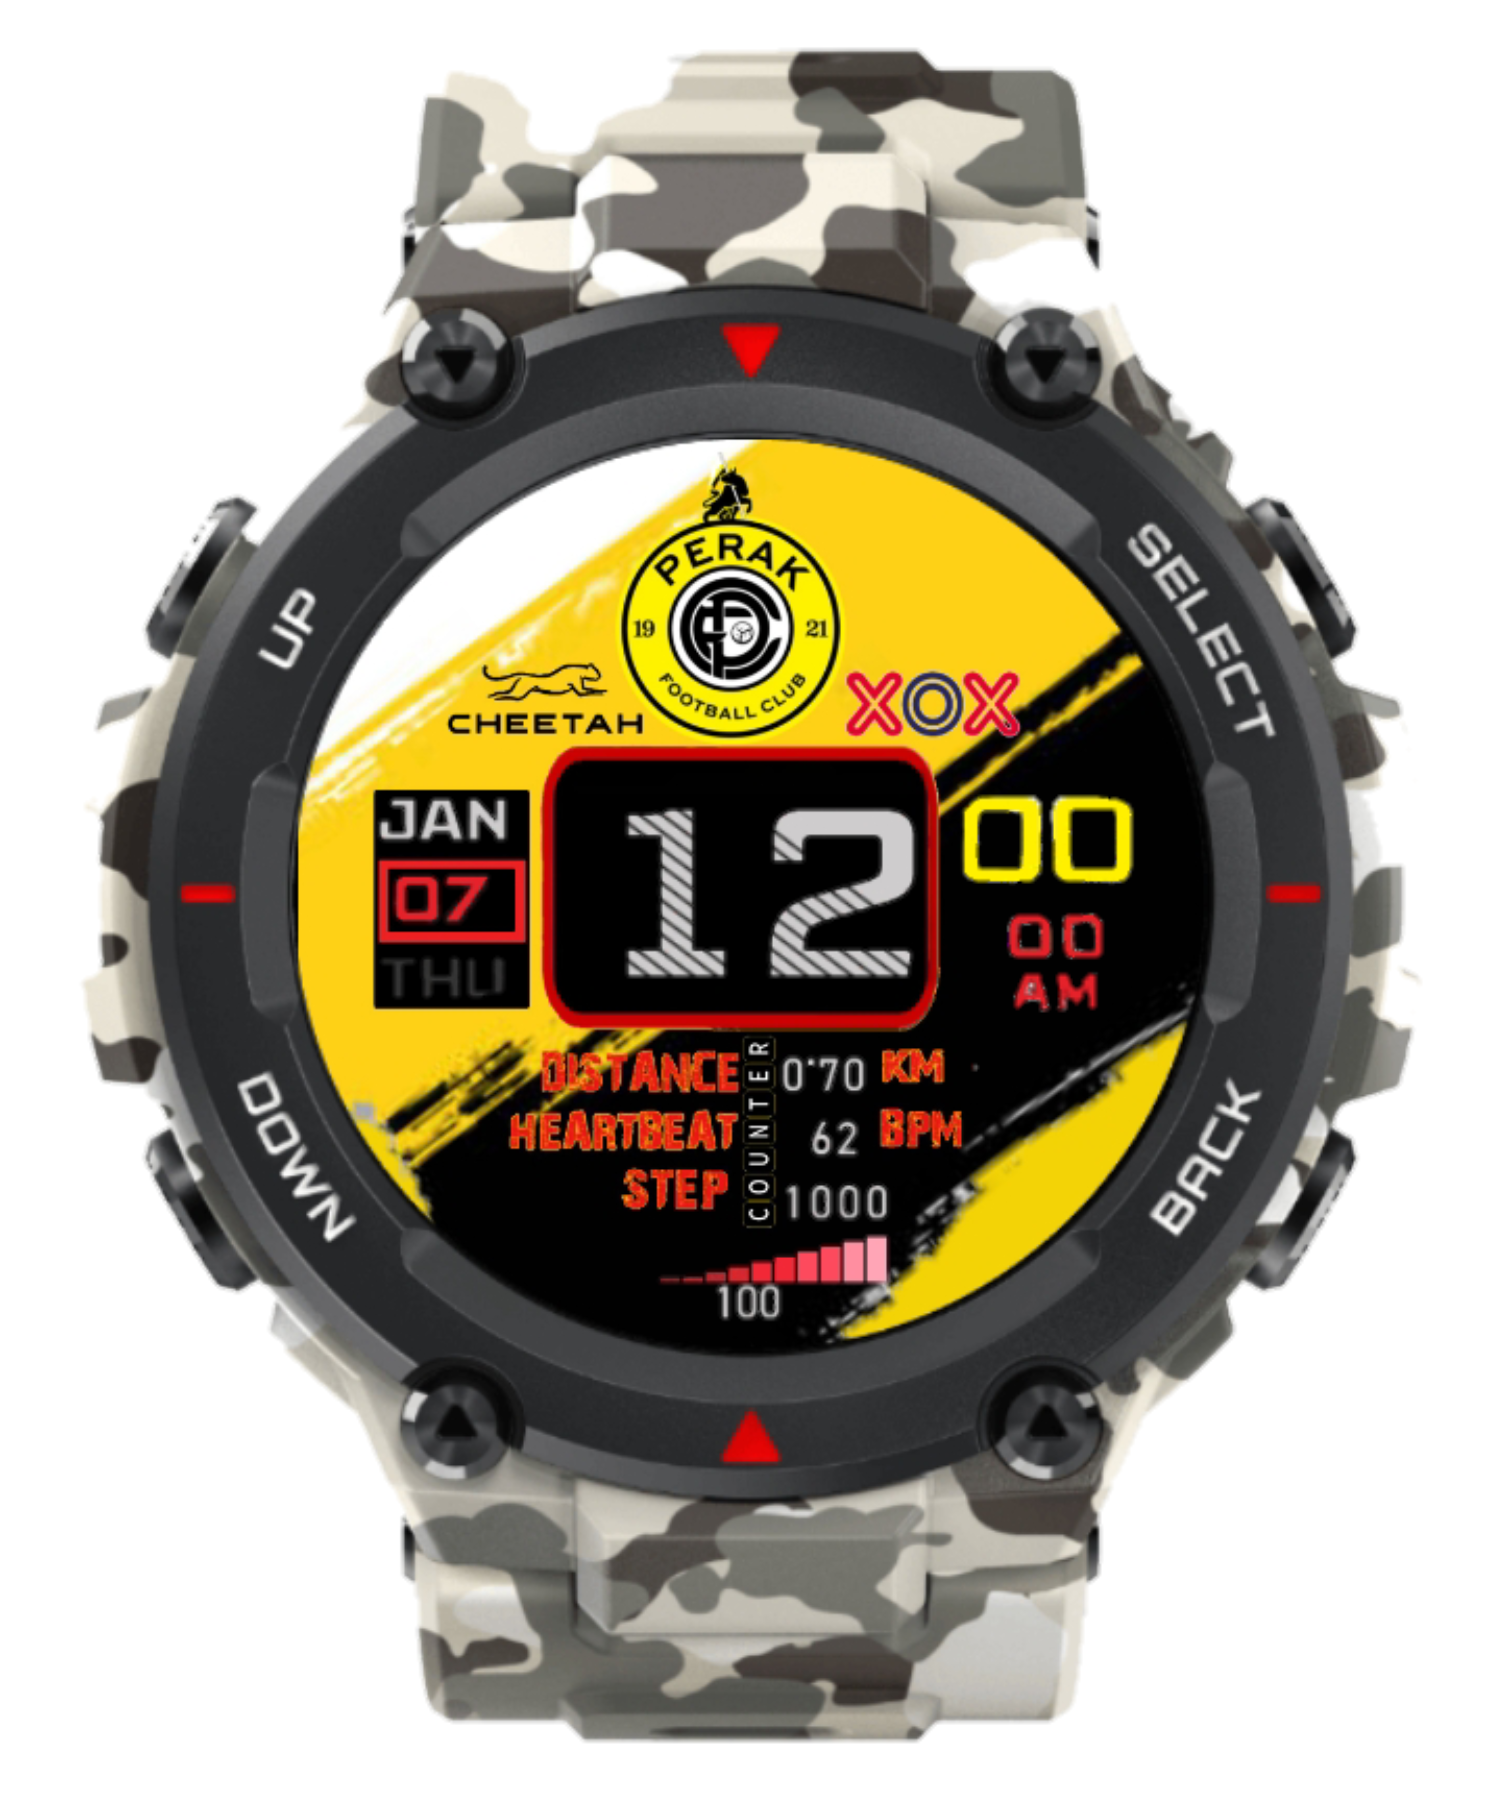 PERAK
19 21
FOOTBALL CLUB
CHEETAH
XOX
UP
SELECT
JAN
07
THU
12
00
00
AM
DISTANCE 0'70 KM
HEARTBEAT 62 BPM
STEP 1000
COUNTER
100
DOWN
BACK